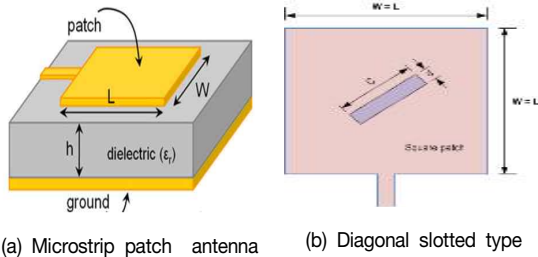 patch
L
W
h
dielectric (εr)
ground
(a) Microstrip patch antenna
W = L
W = L
Square patch
(b) Diagonal slotted type